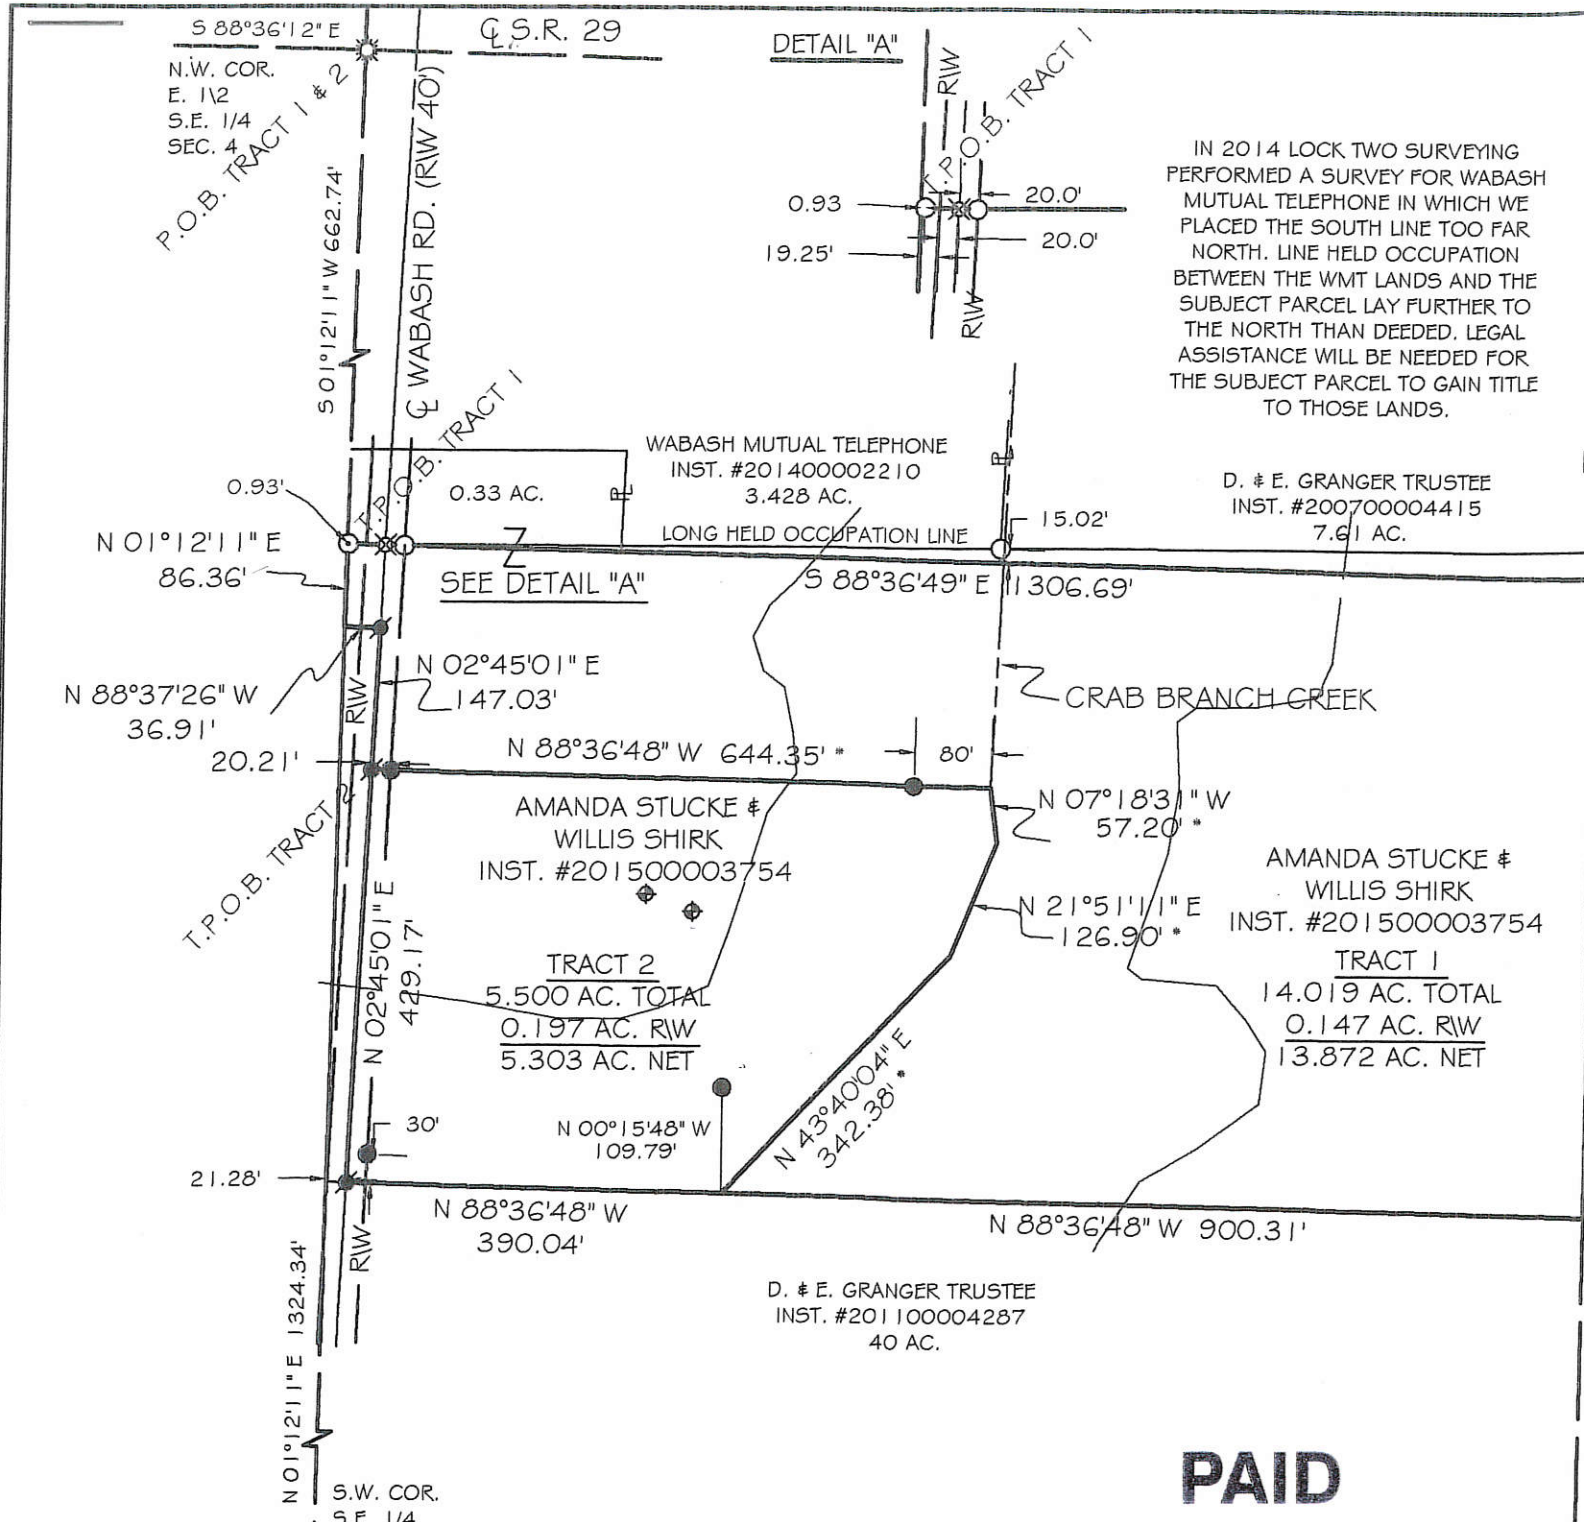 S 88°36'12" E
℄ S.R. 29
DETAIL "A"
N.W. COR.
E. 1\2
S.E. 1/4
SEC. 4
P.O.B. TRACT 1 & 2
S 01°12'11" W 662.74'
℄ WABASH RD. (R\W 40')
R\W
T.P.O.B. TRACT 1
0.93
20.0'
20.0'
19.25'
R\W
IN 2014 LOCK TWO SURVEYING
PERFORMED A SURVEY FOR WABASH
MUTUAL TELEPHONE IN WHICH WE
PLACED THE SOUTH LINE TOO FAR
NORTH. LINE HELD OCCUPATION
BETWEEN THE WMT LANDS AND THE
SUBJECT PARCEL LAY FURTHER TO
THE NORTH THAN DEEDED. LEGAL
ASSISTANCE WILL BE NEEDED FOR
THE SUBJECT PARCEL TO GAIN TITLE
TO THOSE LANDS.
T.P.O.B. TRACT 1
WABASH MUTUAL TELEPHONE
INST. #201400002210
3.428 AC.
0.33 AC.
PL
PL
D. & E. GRANGER TRUSTEE
INST. #200700004415
7.61 AC.
0.93'
N 01°12'11" E
86.36'
LONG HELD OCCUPATION LINE
15.02'
SEE DETAIL "A"
S 88°36'49" E 1306.69'
N 88°37'26" W
36.91'
R\W
N 02°45'01" E
147.03'
CRAB BRANCH CREEK
20.21'
N 88°36'48" W 644.35' *
80'
T.P.O.B. TRACT 2
AMANDA STUCKE &
WILLIS SHIRK
INST. #201500003754
N 07°18'31" W
57.20' *
N 21°51'11" E
126.90' *
AMANDA STUCKE &
WILLIS SHIRK
INST. #201500003754
TRACT 1
14.019 AC. TOTAL
0.147 AC. R\W
13.872 AC. NET
N 02°45'01" E
429.17'
TRACT 2
5.500 AC. TOTAL
0.197 AC. R\W
5.303 AC. NET
N 43°40'04" E
342.38' *
30'
N 00°15'48" W
109.79'
21.28'
R\W
N 88°36'48" W
390.04'
N 88°36'48" W 900.31'
D. & E. GRANGER TRUSTEE
INST. #201100004287
40 AC.
N 01°12'11" E 1324.34'
S.W. COR.
S.E. 1/4
PAID